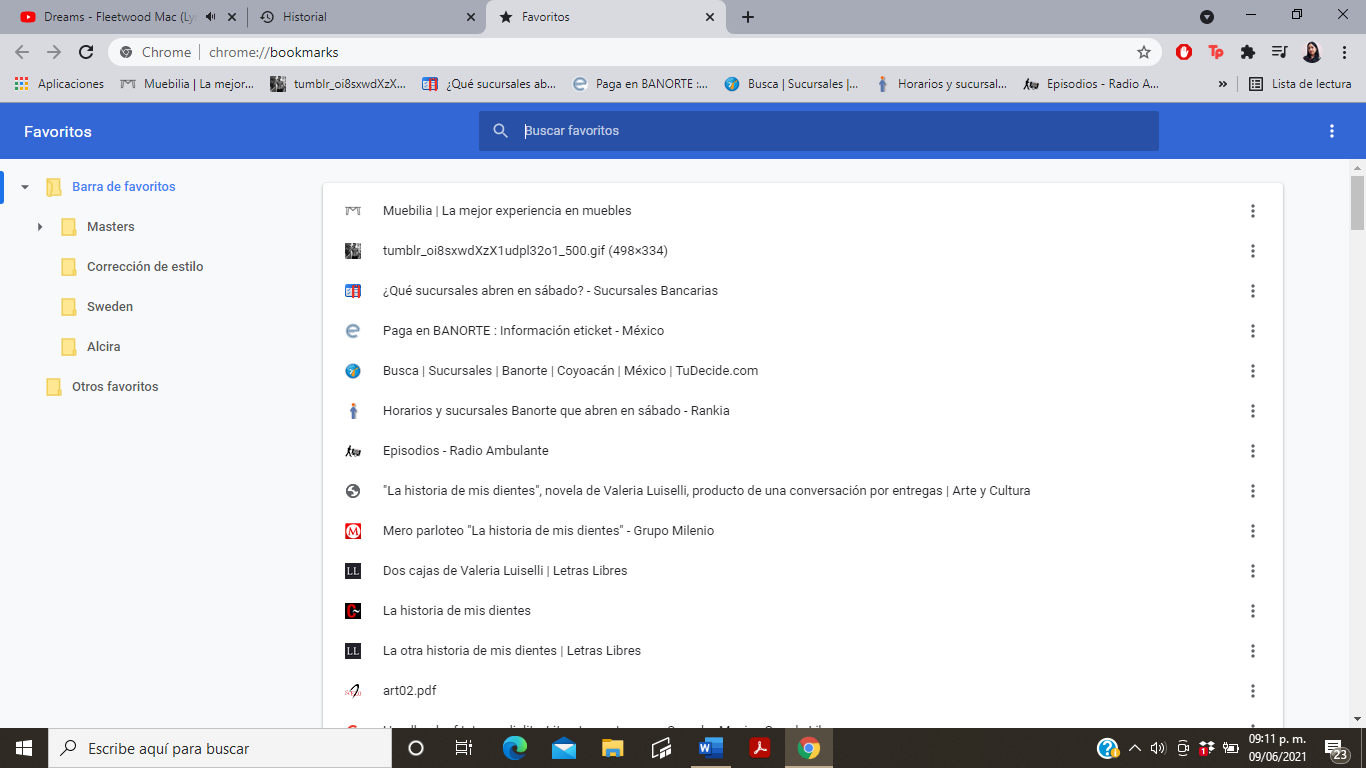 Dreams - Fleetwood Mac (Ly
Historial
Favoritos
Chrome
chrome://bookmarks
Aplicaciones
Muebilia | La mejor...
tumblr_oi8sxwdXzX...
¿Qué sucursales ab...
Paga en BANORTE :...
Busca | Sucursales |...
Horarios y sucursal...
Episodios - Radio A...
»
Lista de lectura
Favoritos
Buscar favoritos
Barra de favoritos
Masters
Corrección de estilo
Sweden
Alcira
Otros favoritos
Muebilia | La mejor experiencia en muebles
tumblr_oi8sxwdXzX1udpl32o1_500.gif (498×334)
¿Qué sucursales abren en sábado? - Sucursales Bancarias
Paga en BANORTE : Información eticket - México
Busca | Sucursales | Banorte | Coyoacán | México | TuDecide.com
Horarios y sucursales Banorte que abren en sábado - Rankia
Episodios - Radio Ambulante
"La historia de mis dientes", novela de Valeria Luiselli, producto de una conversación por entregas | Arte y Cultura
Mero parloteo "La historia de mis dientes" - Grupo Milenio
Dos cajas de Valeria Luiselli | Letras Libres
La historia de mis dientes
La otra historia de mis dientes | Letras Libres
art02.pdf
Escribe aquí para buscar
09:11 p. m.
09/06/2021
23